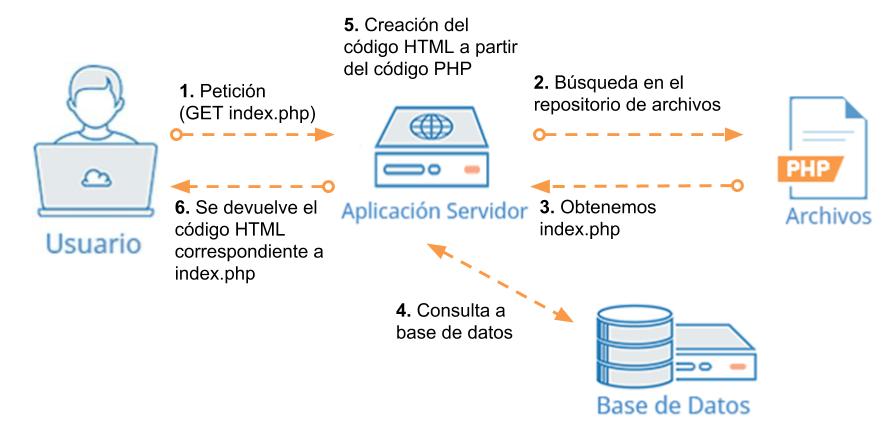 5. Creación del
código HTML a partir
del código PHP
1. Petición
(GET index.php)
2. Búsqueda en el
repositorio de archivos
PHP
Usuario
6. Se devuelve el
código HTML
correspondiente a
index.php
Aplicación Servidor
3. Obtenemos
index.php
Archivos
4. Consulta a
base de datos
Base de Datos